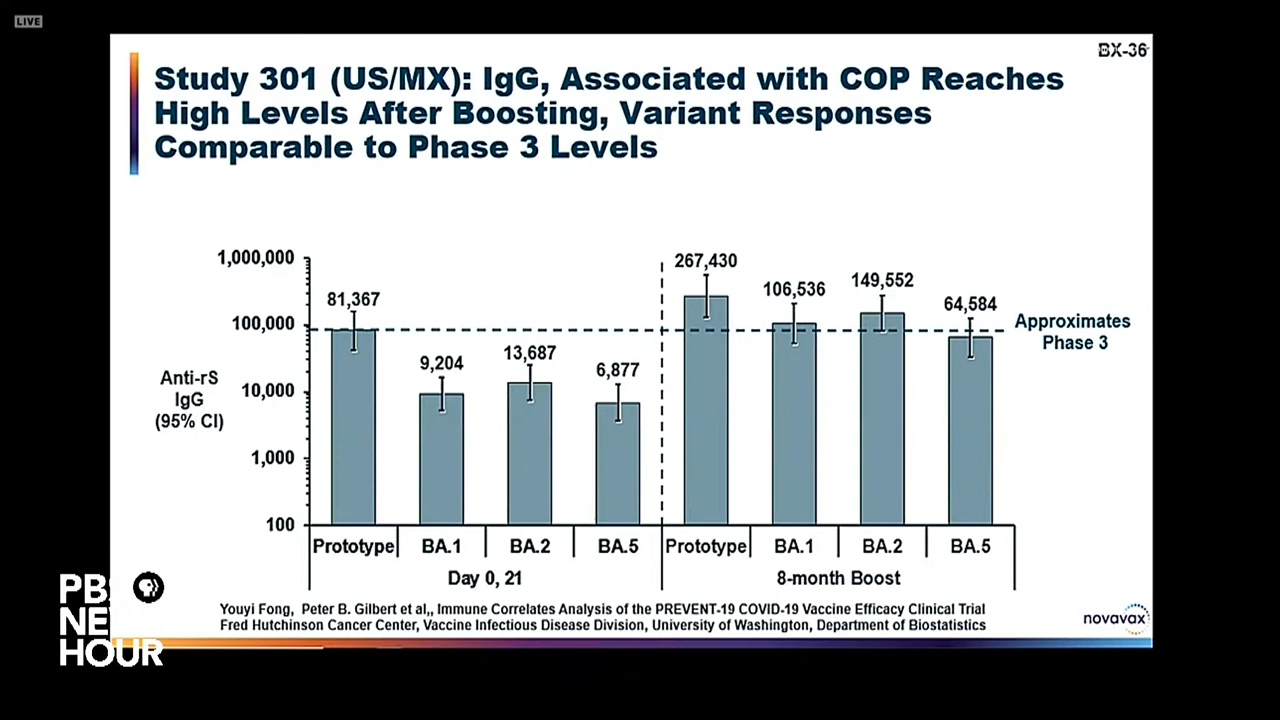 LIVE
BX-36
Study 301 (US/MX): IgG, Associated with COP Reaches
High Levels After Boosting, Variant Responses
Comparable to Phase 3 Levels
1,000,000
100,000
10,000
1,000
100
Anti-rS
IgG
(95% CI)
81,367
9,204
13,687
6,877
267,430
106,536
149,552
64,584
Approximates
Phase 3
Prototype BA.1 BA.2 BA.5 Prototype BA.1 BA.2 BA.5
Day 0, 21 8-month Boost
Youyi Fong, Peter B. Gilbert et al,, Immune Correlates Analysis of the PREVENT-19 COVID-19 Vaccine Efficacy Clinical Trial
Fred Hutchinson Cancer Center, Vaccine Infectious Disease Division, University of Washington, Department of Biostatistics
novavax
PBS
NEWS
HOUR